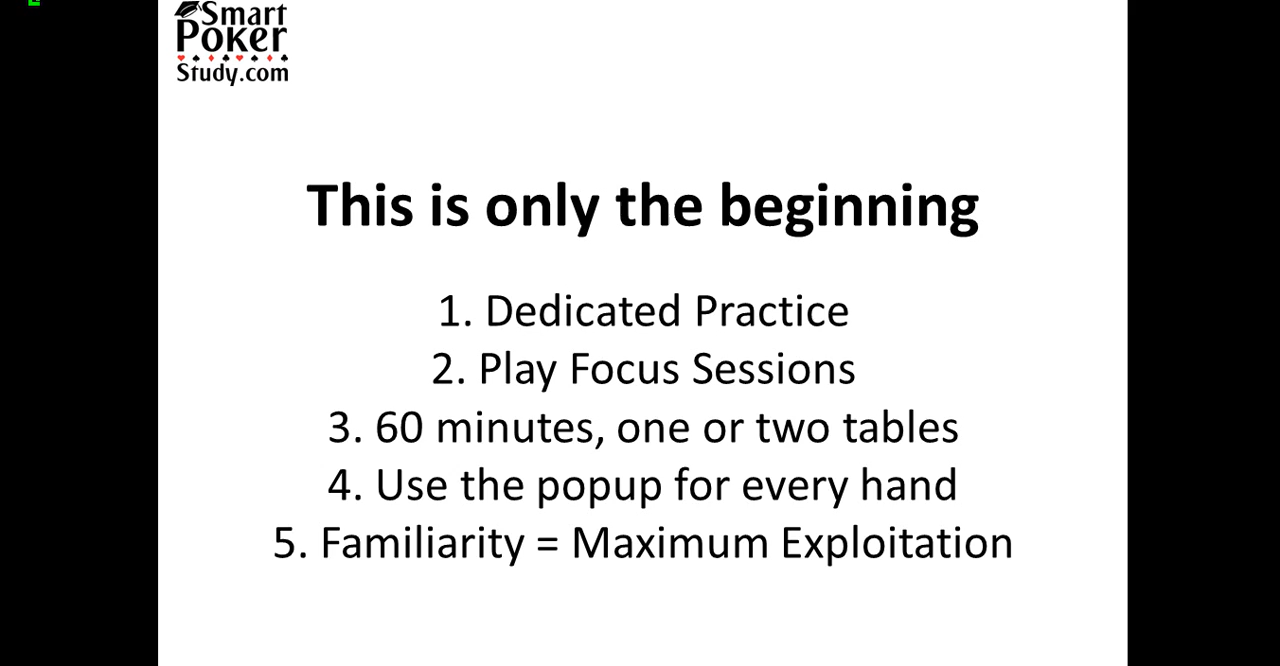 Smart
Poker
Study.com
This is only the beginning
1. Dedicated Practice
2. Play Focus Sessions
3. 60 minutes, one or two tables
4. Use the popup for every hand
5. Familiarity = Maximum Exploitation